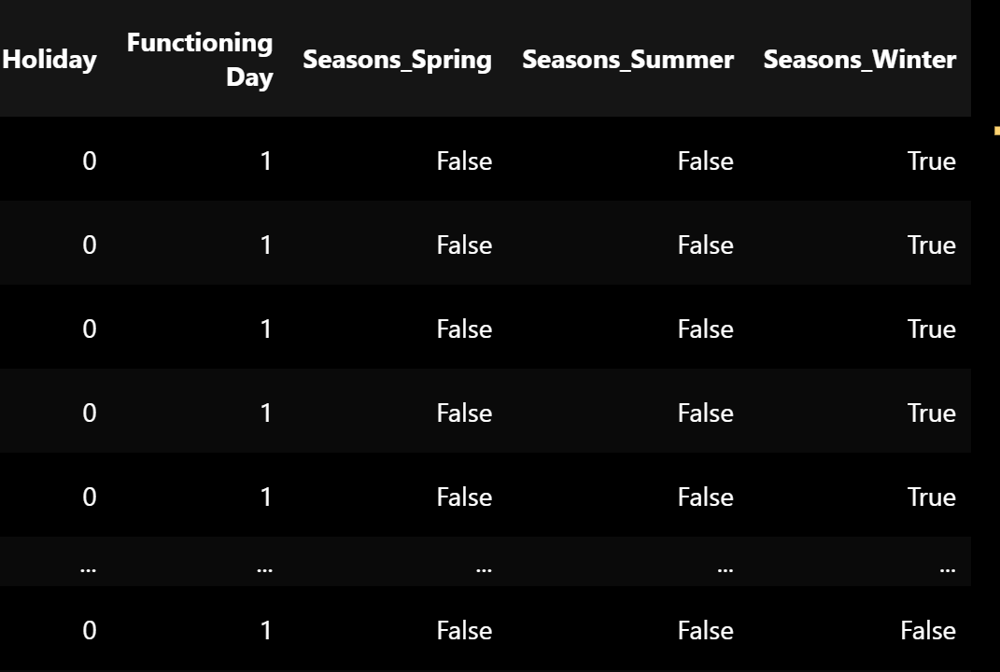 Holiday Functioning Day Seasons_Spring Seasons_Summer Seasons_Winter
0 1 False False True
0 1 False False True
0 1 False False True
0 1 False False True
0 1 False False True
... ... ... ... ...
0 1 False False False